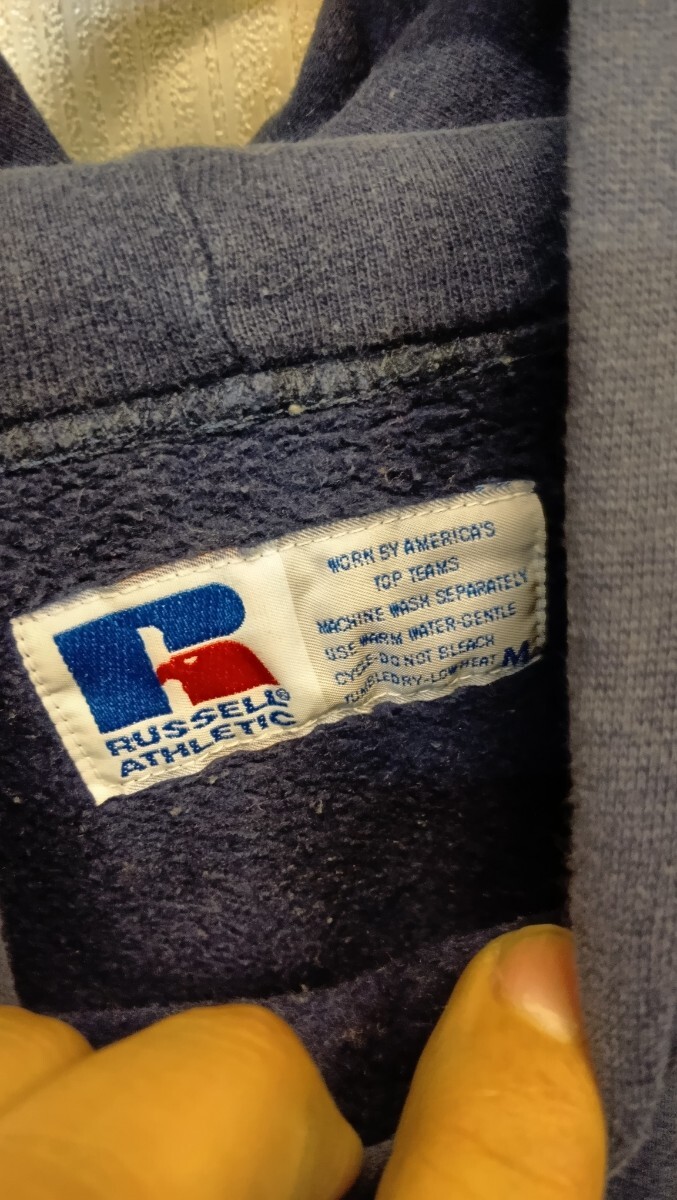 RUSSELL®
ATHLETIC
WORN BY AMERICA'S
TOP TEAMS
MACHINE WASH SEPARATELY
USE WARM WATER-GENTLE
CYCLE-DO NOT BLEACH
TUMBLE DRY-LOW HEAT M